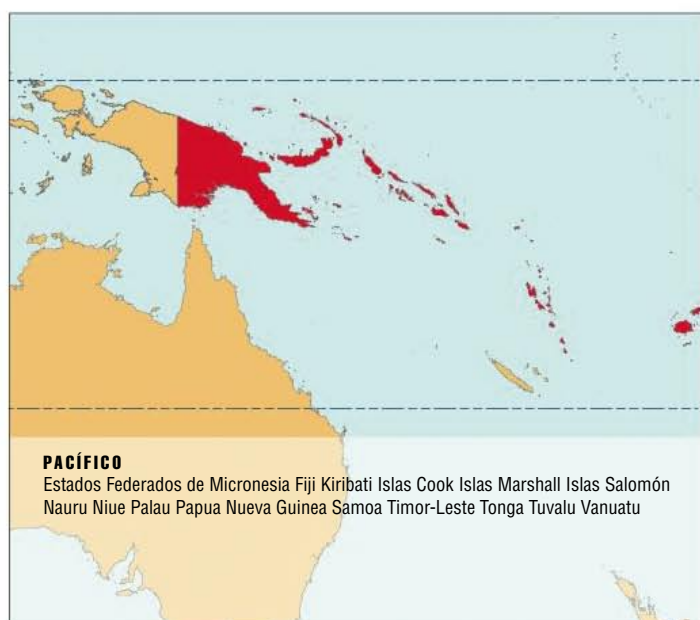 PACÍFICO
Estados Federados de Micronesia Fiji Kiribati Islas Cook Islas Marshall Islas Salomón
Nauru Niue Palau Papua Nueva Guinea Samoa Timor-Leste Tonga Tuvalu Vanuatu